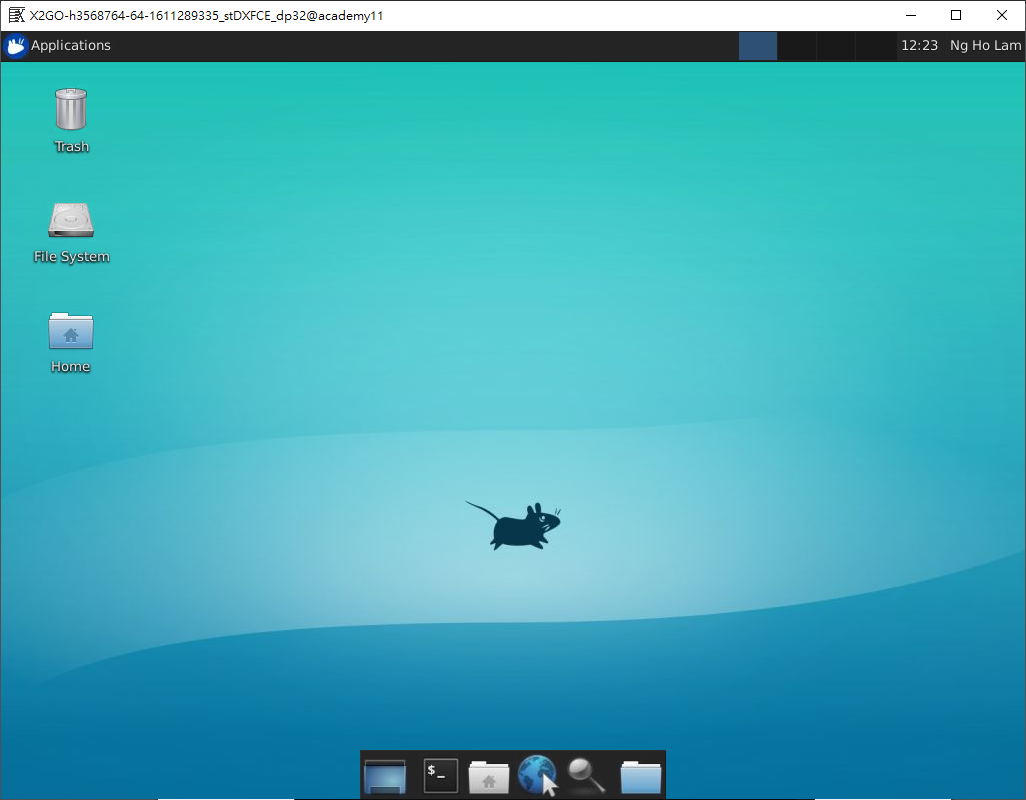 X2GO-h3568764-64-1611289335_stDXFCE_dp32@academy11
Applications
12:23 Ng Ho Lam
Trash
File System
Home
$_